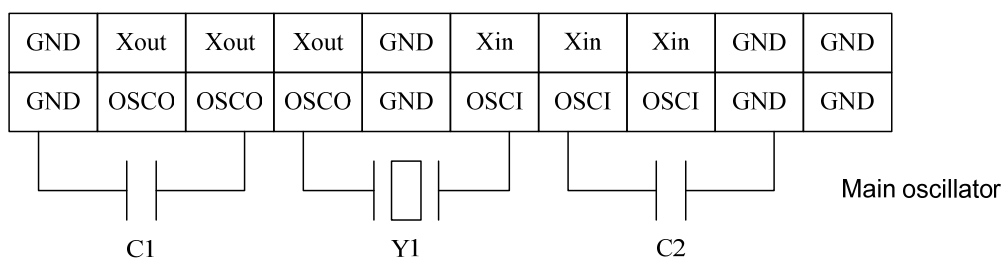 GND Xout Xout Xout GND Xin Xin Xin GND GND
GND OSCO OSCO OSCO GND OSCI OSCI OSCI GND GND
Main oscillator
C1 Y1 C2